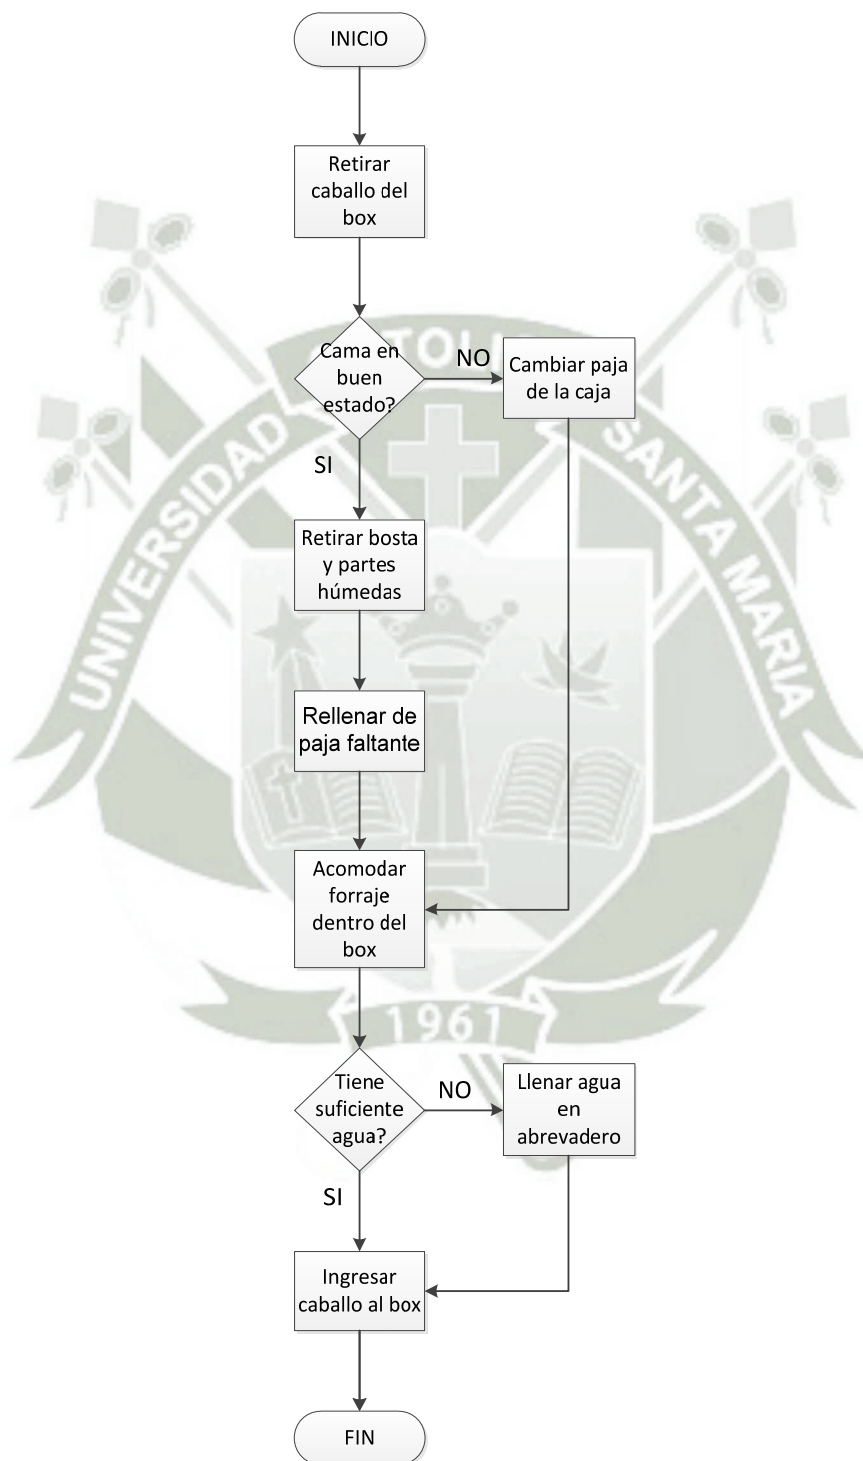 INICIO
Retirar
caballo del
box
Cama en
buen
estado?
NO
Cambiar paja
de la caja
SI
Retirar bosta
y partes
húmedas
Rellenar de
paja faltante
Acomodar
forraje
dentro del
box
Tiene
suficiente
agua?
NO
Llenar agua
en
abrevadero
SI
Ingresar
caballo al box
FIN
UNIVERSIDAD
SANTA MARIA
1961